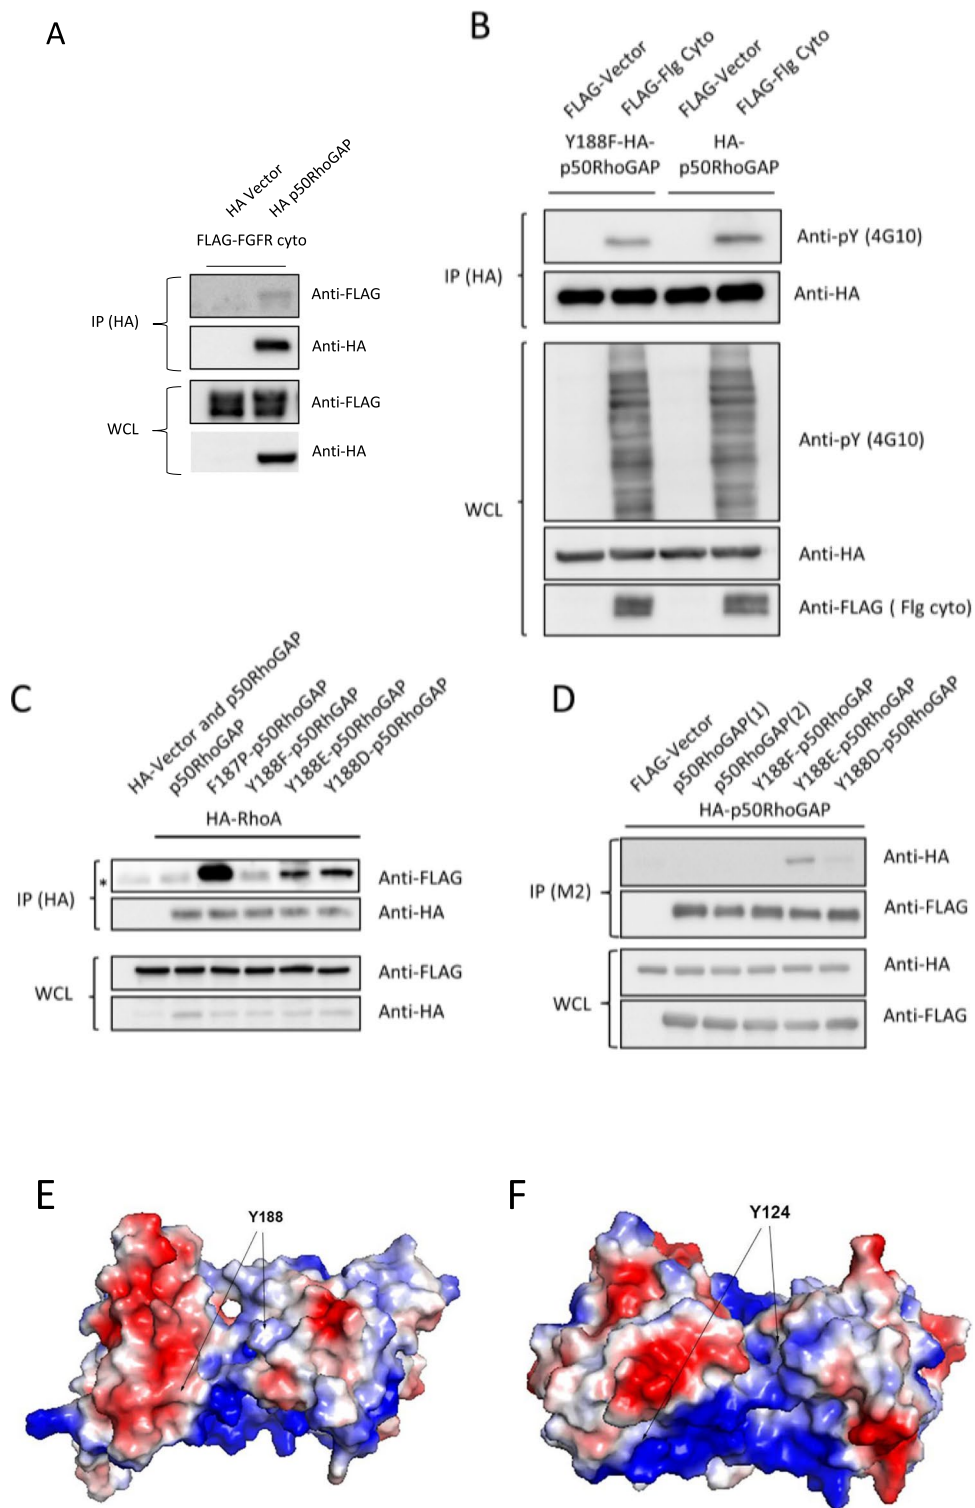 A
HA Vector
HA p50RhoGAP
FLAG-FGFR cyto
IP (HA)
Anti-FLAG
Anti-HA
WCL
Anti-FLAG
Anti-HA
B
FLAG-Vector
FLAG-Flg Cyto
FLAG-Vector
FLAG-Flg Cyto
Y188F-HA-
p50RhoGAP
HA-
p50RhoGAP
IP (HA)
Anti-pY (4G10)
Anti-HA
WCL
Anti-pY (4G10)
Anti-HA
Anti-FLAG ( Flg cyto)
C
HA-Vector and p50RhoGAP
p50RhoGAP
F187P-p50RhoGAP
Y188F-p50RhGAP
Y188E-p50RhoGAP
Y188D-p50RhoGAP
HA-RhoA
IP (HA)
*
Anti-FLAG
Anti-HA
WCL
Anti-FLAG
Anti-HA
D
FLAG-Vector
p50RhoGAP(1)
p50RhoGAP(2)
Y188F-p50RhoGAP
Y188E-p50RhoGAP
Y188D-p50RhoGAP
HA-p50RhoGAP
IP (M2)
Anti-HA
Anti-FLAG
WCL
Anti-HA
Anti-FLAG
E
Y188
F
Y124